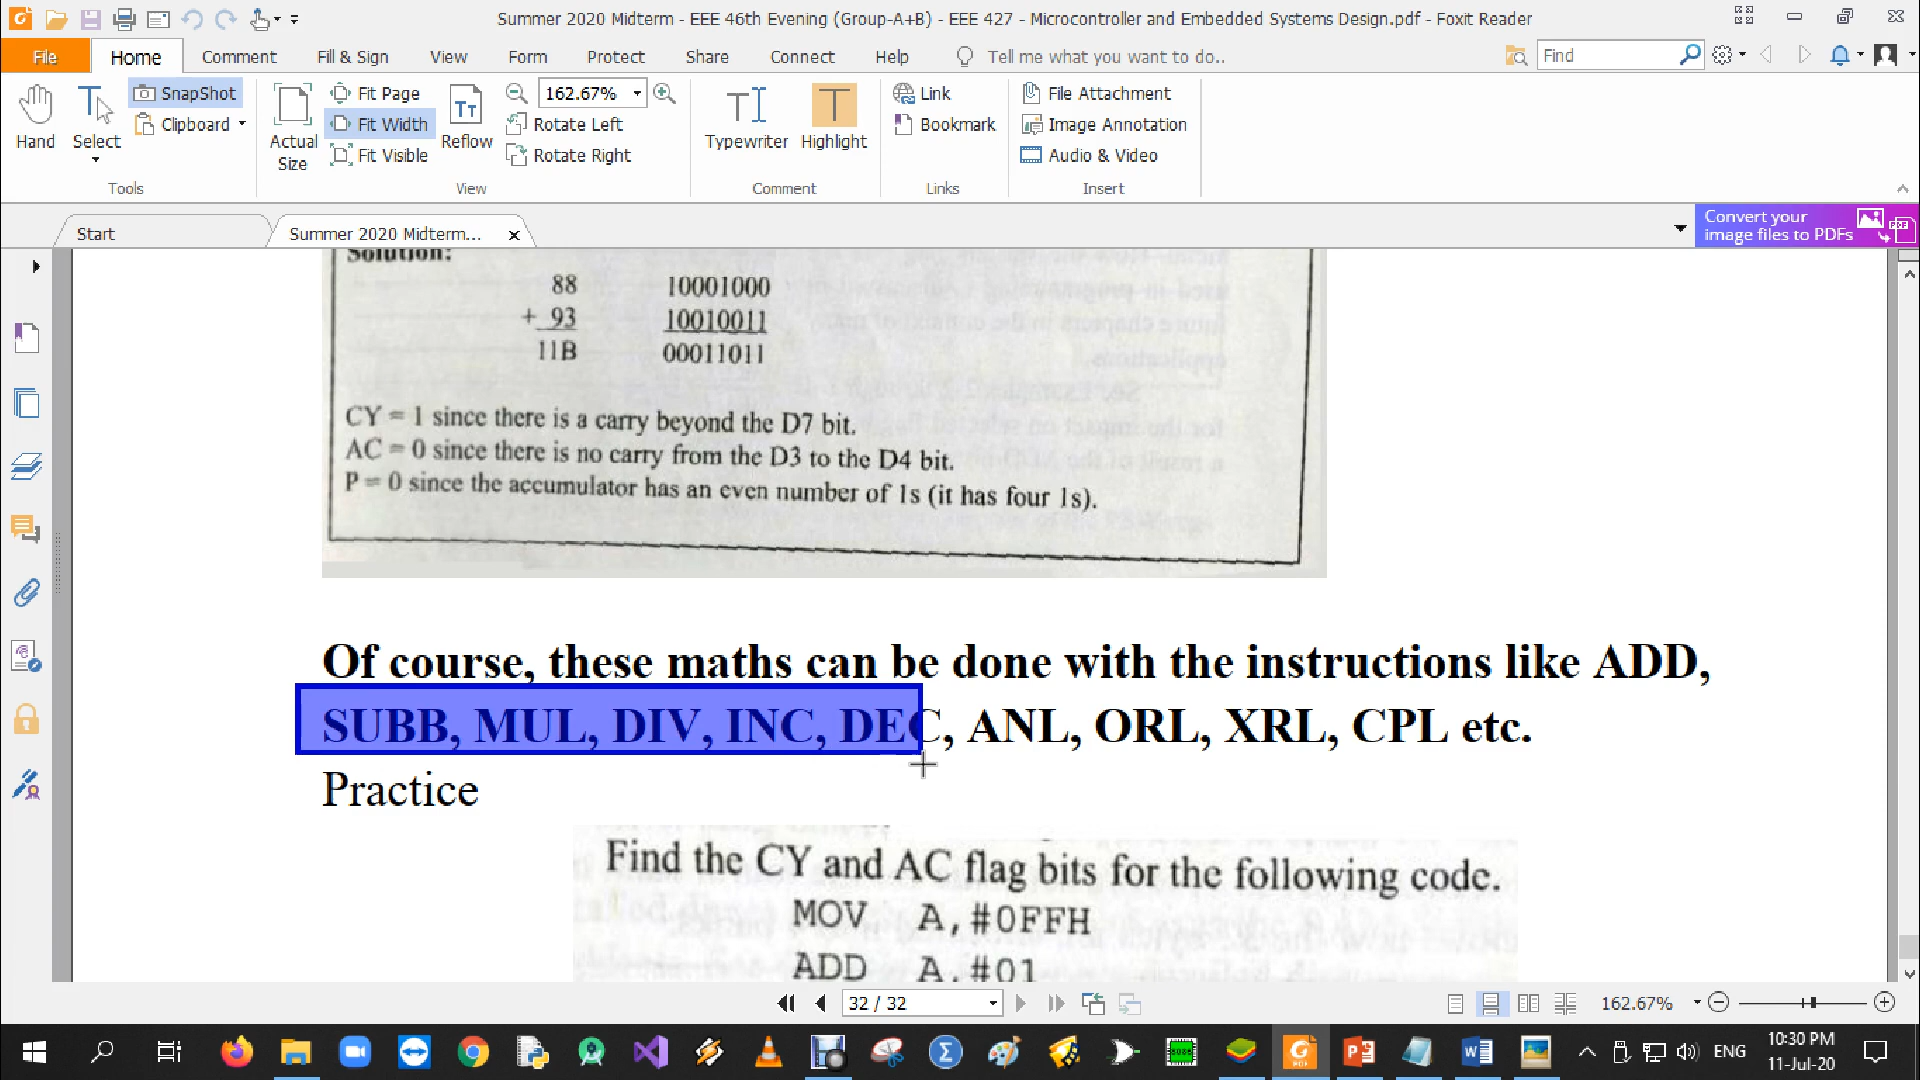 Summer 2020 Midterm - EEE 46th Evening (Group-A+B) - EEE 427 - Microcontroller and Embedded Systems Design.pdf - Foxit Reader
File Home Comment Fill & Sign View Form Protect Share Connect Help Tell me what you want to do.. Find
SnapShot Fit Page 162.67% Link File Attachment
Clipboard Fit Width Rotate Left Bookmark Image Annotation
Hand Select Actual Size Fit Visible Reflow Rotate Right Typewriter Highlight Audio & Video
Tools View Comment Links Insert
Start Summer 2020 Midterm... Convert your
image files to PDFs
Solution:
88 10001000
+ 93 10010011
11B 00011011
CY = 1 since there is a carry beyond the D7 bit.
AC = 0 since there is no carry from the D3 to the D4 bit.
P = 0 since the accumulator has an even number of 1s (it has four 1s).
Of course, these maths can be done with the instructions like ADD,
SUBB, MUL, DIV, INC, DEC, ANL, ORL, XRL, CPL etc.
Practice
Find the CY and AC flag bits for the following code.
MOV A,#0FFH
ADD A,#01
32 / 32 162.67%
ENG 10:30 PM
11-Jul-20